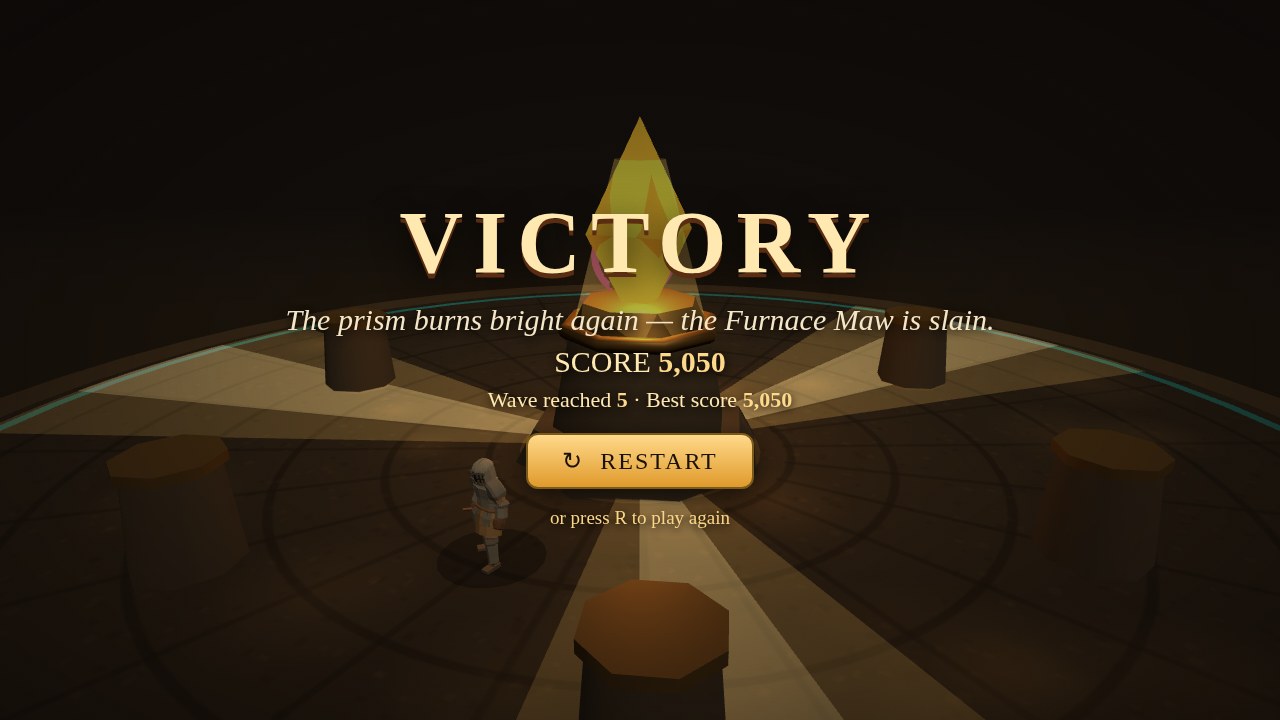 VICTORY
The prism burns bright again — the Furnace Maw is slain.
SCORE 5,050
Wave reached 5 · Best score 5,050
↻ RESTART
or press R to play again